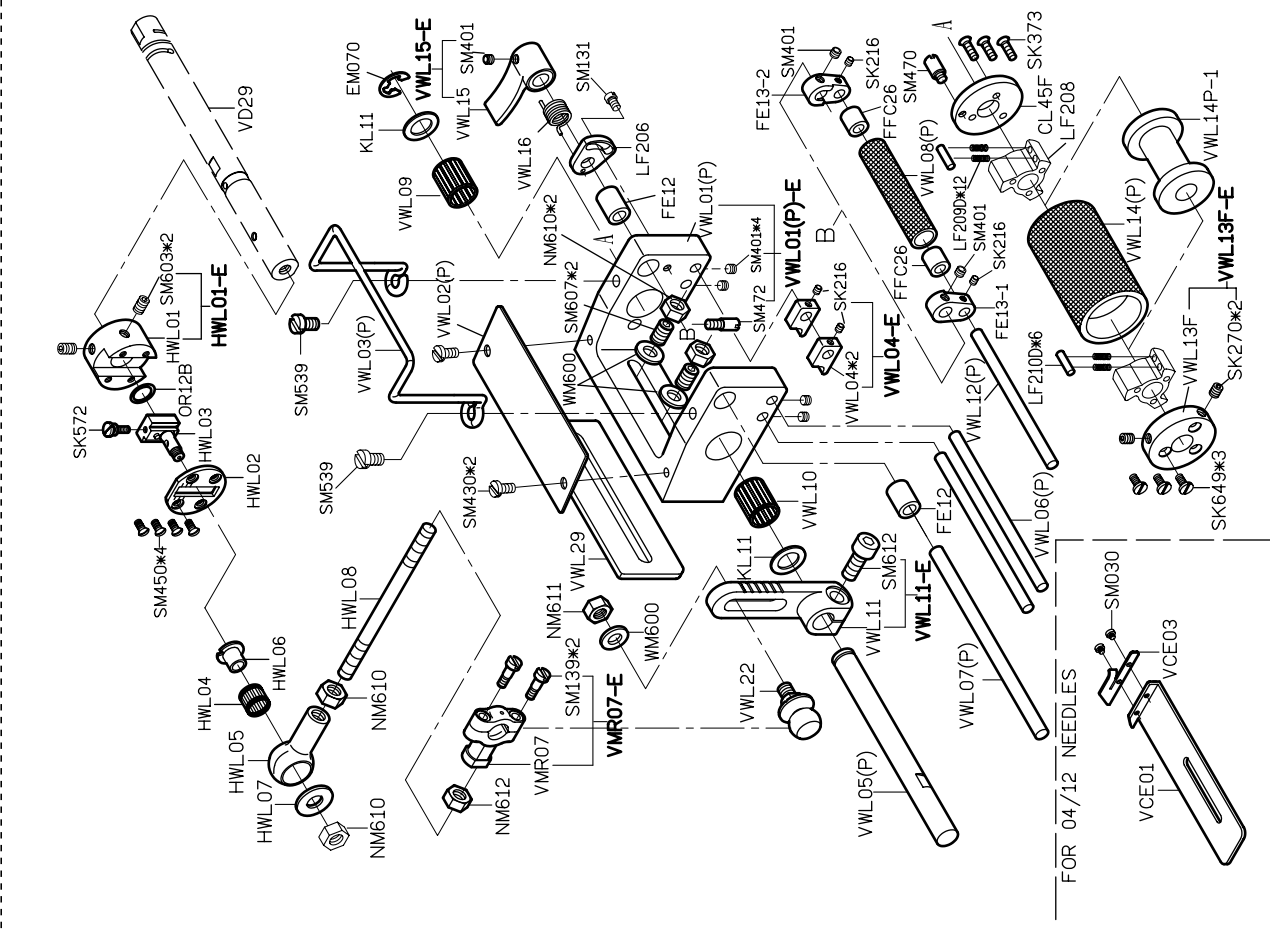 VD29
HWL01
SM603*2
HWL01-E
OR12B
SK572
HWL03
HWL02
SM450*4
HWL04
HWL06
HWL05
HWL07
NM610
NM610
HWL08
EM070
KL11
VWL09
VWL15-E
SM401
VWL15
VWL16
SM131
LF206
FE12
A
VWL01(P)
NM610*2
SM607*2
SM401*4
VWL01(P)-E
SM472
B
WM600
SK216
VWL04*2
VWL04-E
SM539
VWL03(P)
VWL02(P)
SM539
SM430*2
VWL29
VWL10
KL11
SM612
VWL11
VWL11-E
FE12
NM611
WM600
SM139*2
VMR07-E
VMR07
NM612
VWL22
VWL05(P)
VWL07(P)
VWL06(P)
VWL12(P)
FE13-2
SM401
SK216
FFC26
VWL08(P)
B
FFC26
LF209D*12
SM401
SK216
FE13-1
SM470
A
SK373
CL45F
LF208
VWL14P-1
VWL14(P)
VWL13F-E
VWL13F
SK270*2
LF210D*6
SK649*3
FOR 04/12 NEEDLES
SM030
VCE03
VCE01